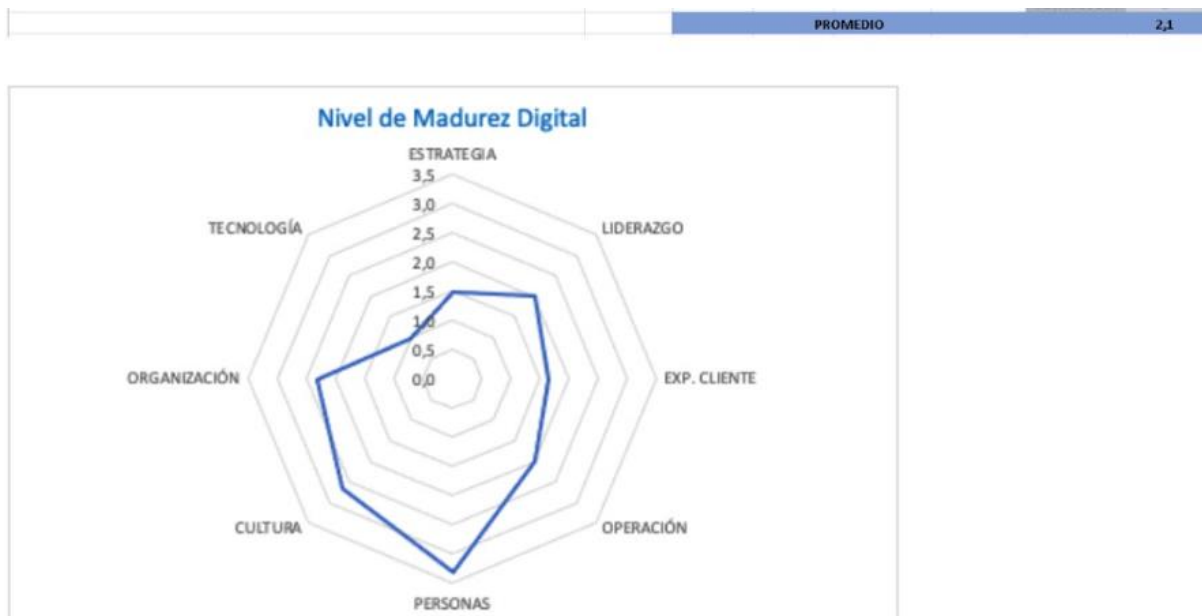 PROMEDIO 2,1
Nivel de Madurez Digital
ESTRATEGIA
3,5
3,0
TECNOLOGÍA LIDERAZGO
2,5
2,0
1,5
1,0
0,5
ORGANIZACIÓN 0,0 EXP. CLIENTE
CULTURA OPERACIÓN
PERSONAS